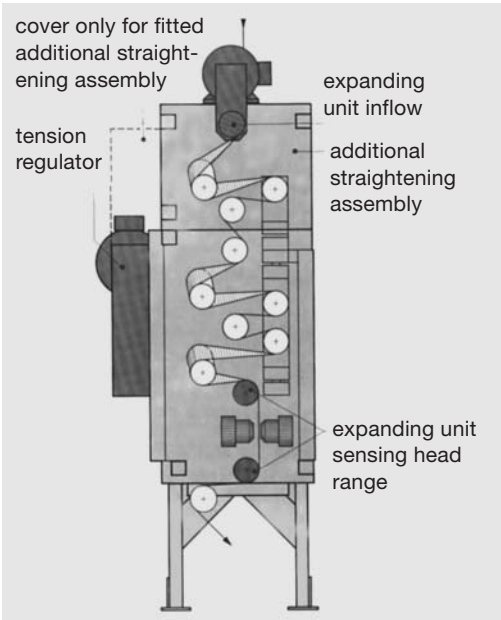 cover only for fitted
additional straight-
ening assembly
tension
regulator
expanding
unit inflow
additional
straightening
assembly
expanding unit
sensing head
range